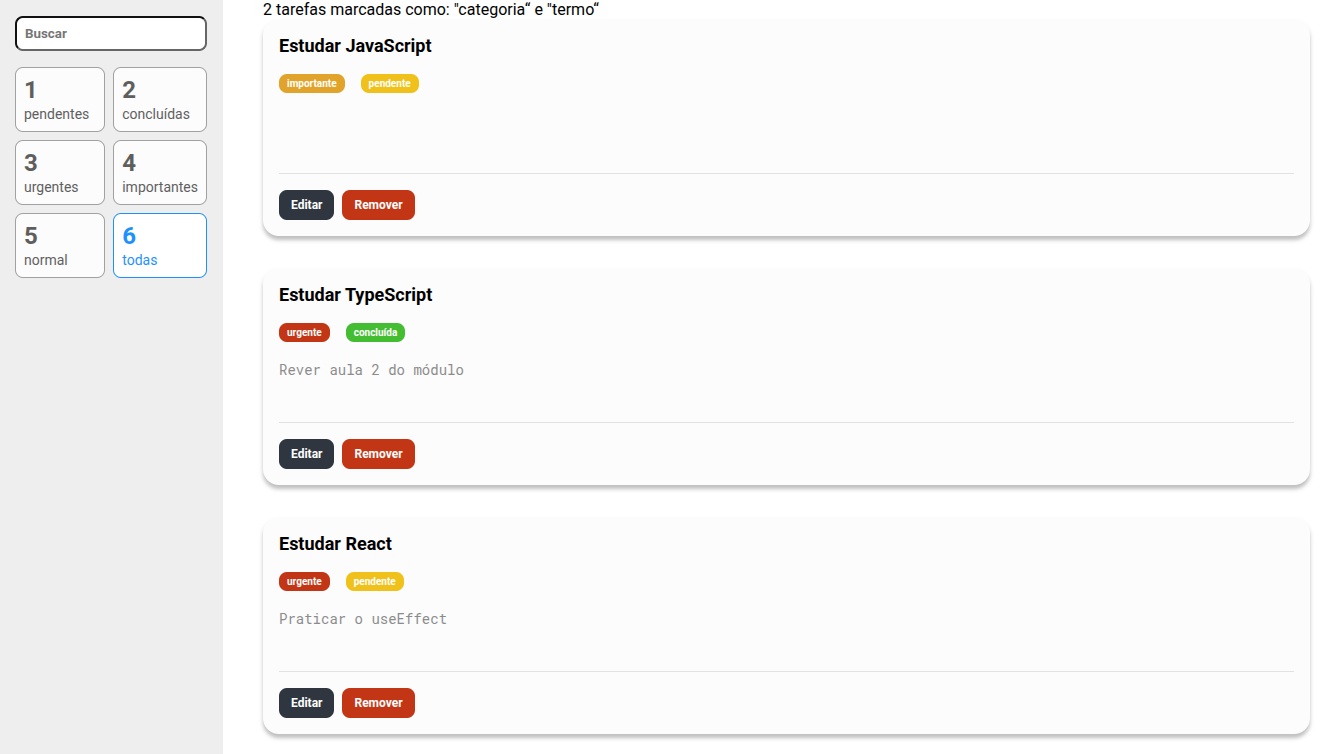 Buscar
1
pendentes
2
concluídas
3
urgentes
4
importantes
5
normal
6
todas
2 tarefas marcadas como: "categoria“ e "termo“
Estudar JavaScript
importante pendente
Editar Remover
Estudar TypeScript
urgente concluída
Rever aula 2 do módulo
Editar Remover
Estudar React
urgente pendente
Praticar o useEffect
Editar Remover